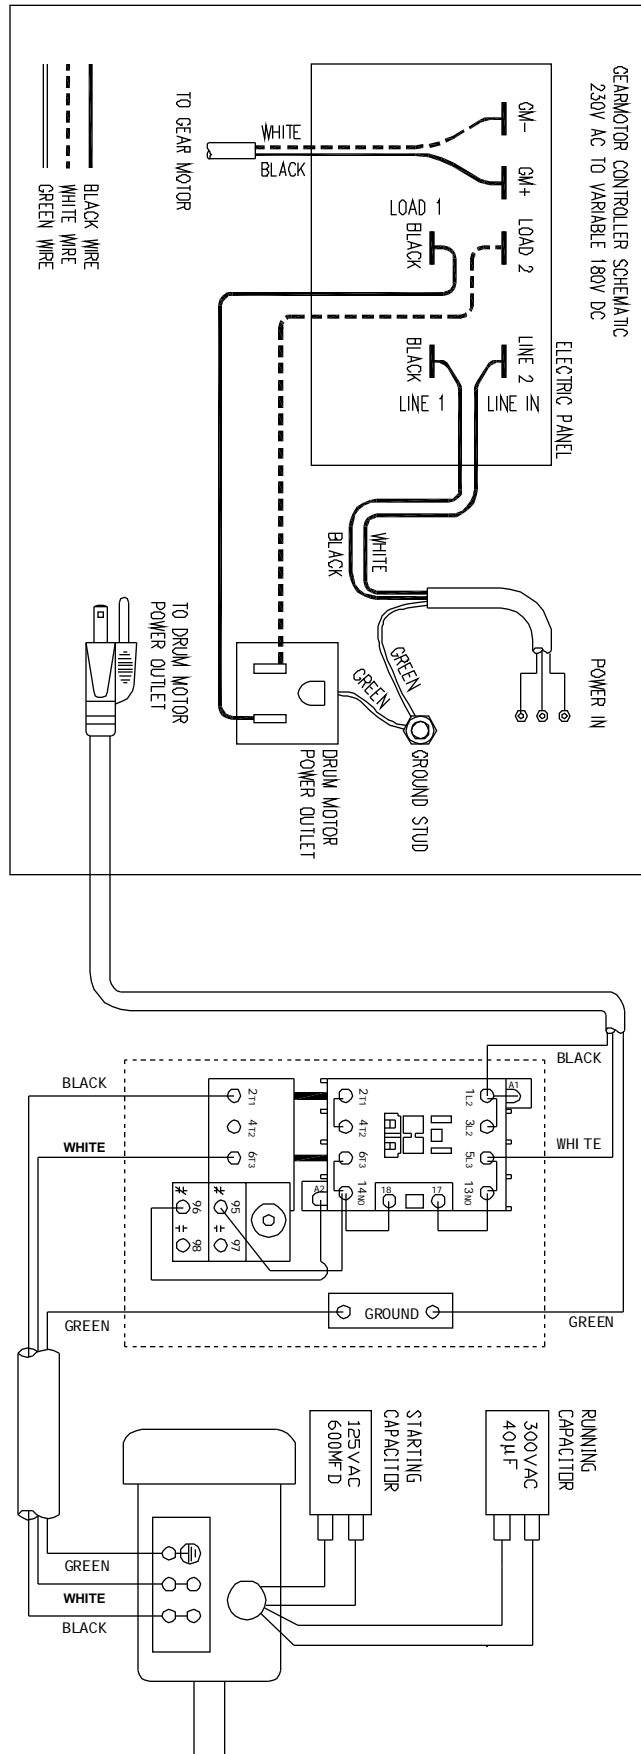 GEARMOTOR CONTROLLER SCHEMATIC
230V AC TO VARIABLE 180V DC
ELECTRIC PANEL
GM-
GM+
LOAD 2
LINE 2
LINE IN
LOAD 1
BLACK
BLACK
LINE 1
WHITE
BLACK
TO GEAR MOTOR
BLACK WIRE
WHITE WIRE
GREEN WIRE
WHITE
BLACK
POWER IN
GREEN
GREEN
GROUND STUD
DRUM MOTOR
POWER OUTLET
TO DRUM MOTOR
POWER OUTLET
BLACK
WHITE
GREEN
A1
1L2
3L2
5L3
13NO
2T1
4T2
6T3
14NO
A2
18
17
2T1
4T2
6T3
95
97
96
98
BLACK
WHITE
GREEN
GROUND
RUNNING
CAPACITOR
300VAC
40µF
STARTING
CAPACITOR
125VAC
600MFD
GREEN
WHITE
BLACK